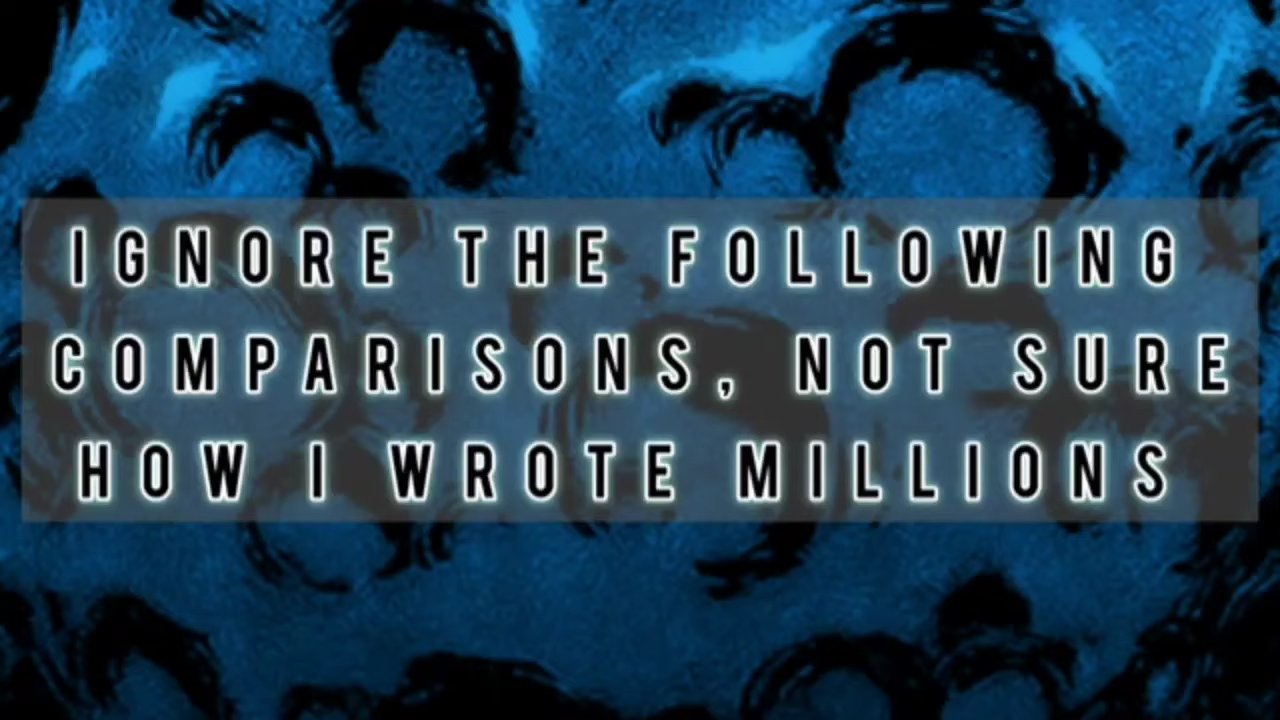 IGNORE THE FOLLOWING
COMPARISONS, NOT SURE
HOW I WROTE MILLIONS